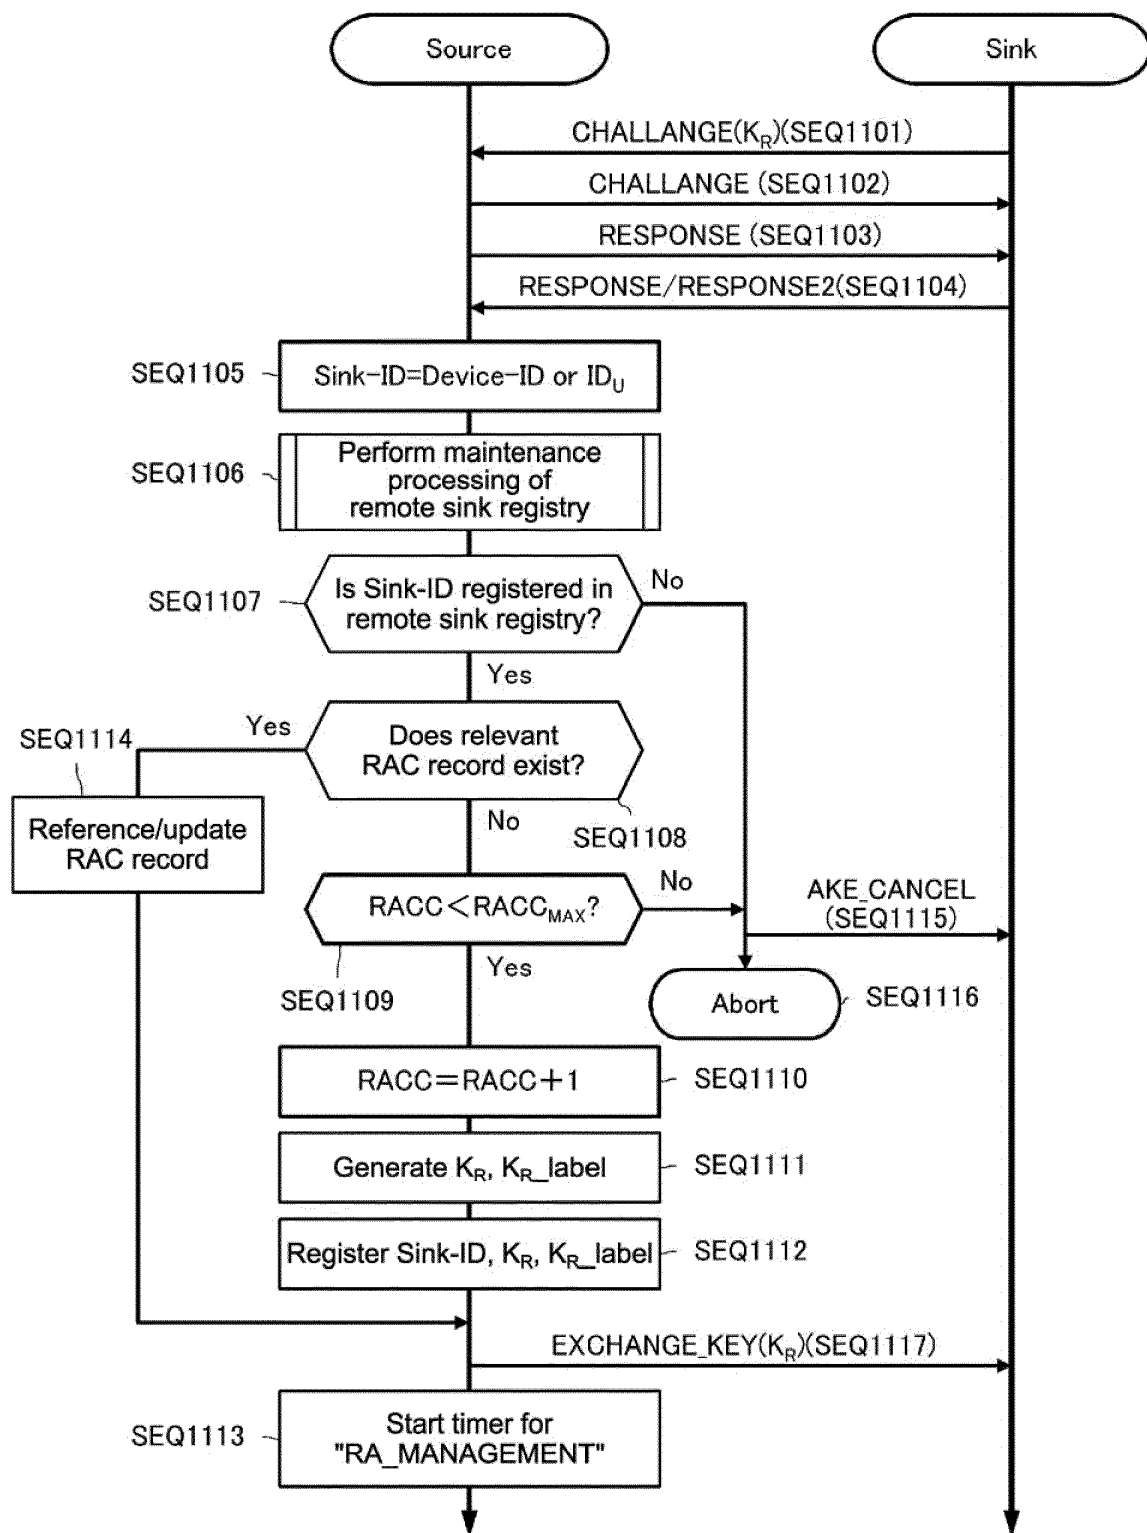 Source
Sink
CHALLANGE(KR)(SEQ1101)
CHALLANGE (SEQ1102)
RESPONSE (SEQ1103)
RESPONSE/RESPONSE2(SEQ1104)
SEQ1105
Sink-ID=Device-ID or IDU
SEQ1106
Perform maintenance
processing of
remote sink registry
SEQ1107
Is Sink-ID registered in
remote sink registry?
No
Yes
SEQ1114
Yes
Does relevant
RAC record exist?
No
SEQ1108
Reference/update
RAC record
RACC<RACCMAX?
No
AKE_CANCEL
(SEQ1115)
Yes
SEQ1109
Abort
SEQ1116
RACC=RACC+1
SEQ1110
Generate KR, KR_label
SEQ1111
Register Sink-ID, KR, KR_label
SEQ1112
EXCHANGE_KEY(KR)(SEQ1117)
SEQ1113
Start timer for
"RA_MANAGEMENT"